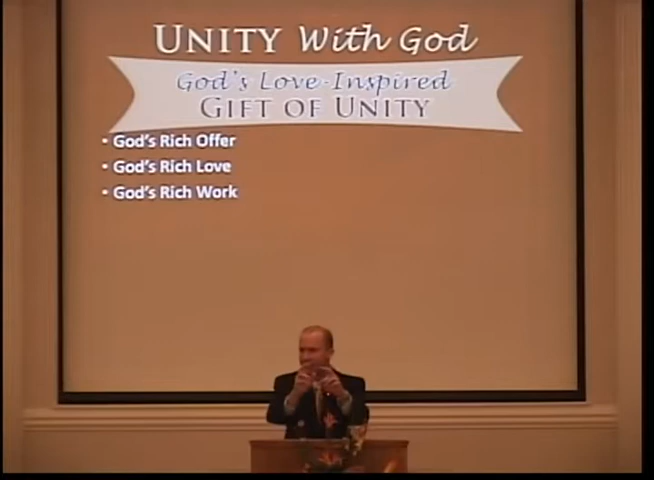 UNITY With God
God's Love-Inspired
GIFT OF UNITY
• God's Rich Offer
• God's Rich Love
• God's Rich Work